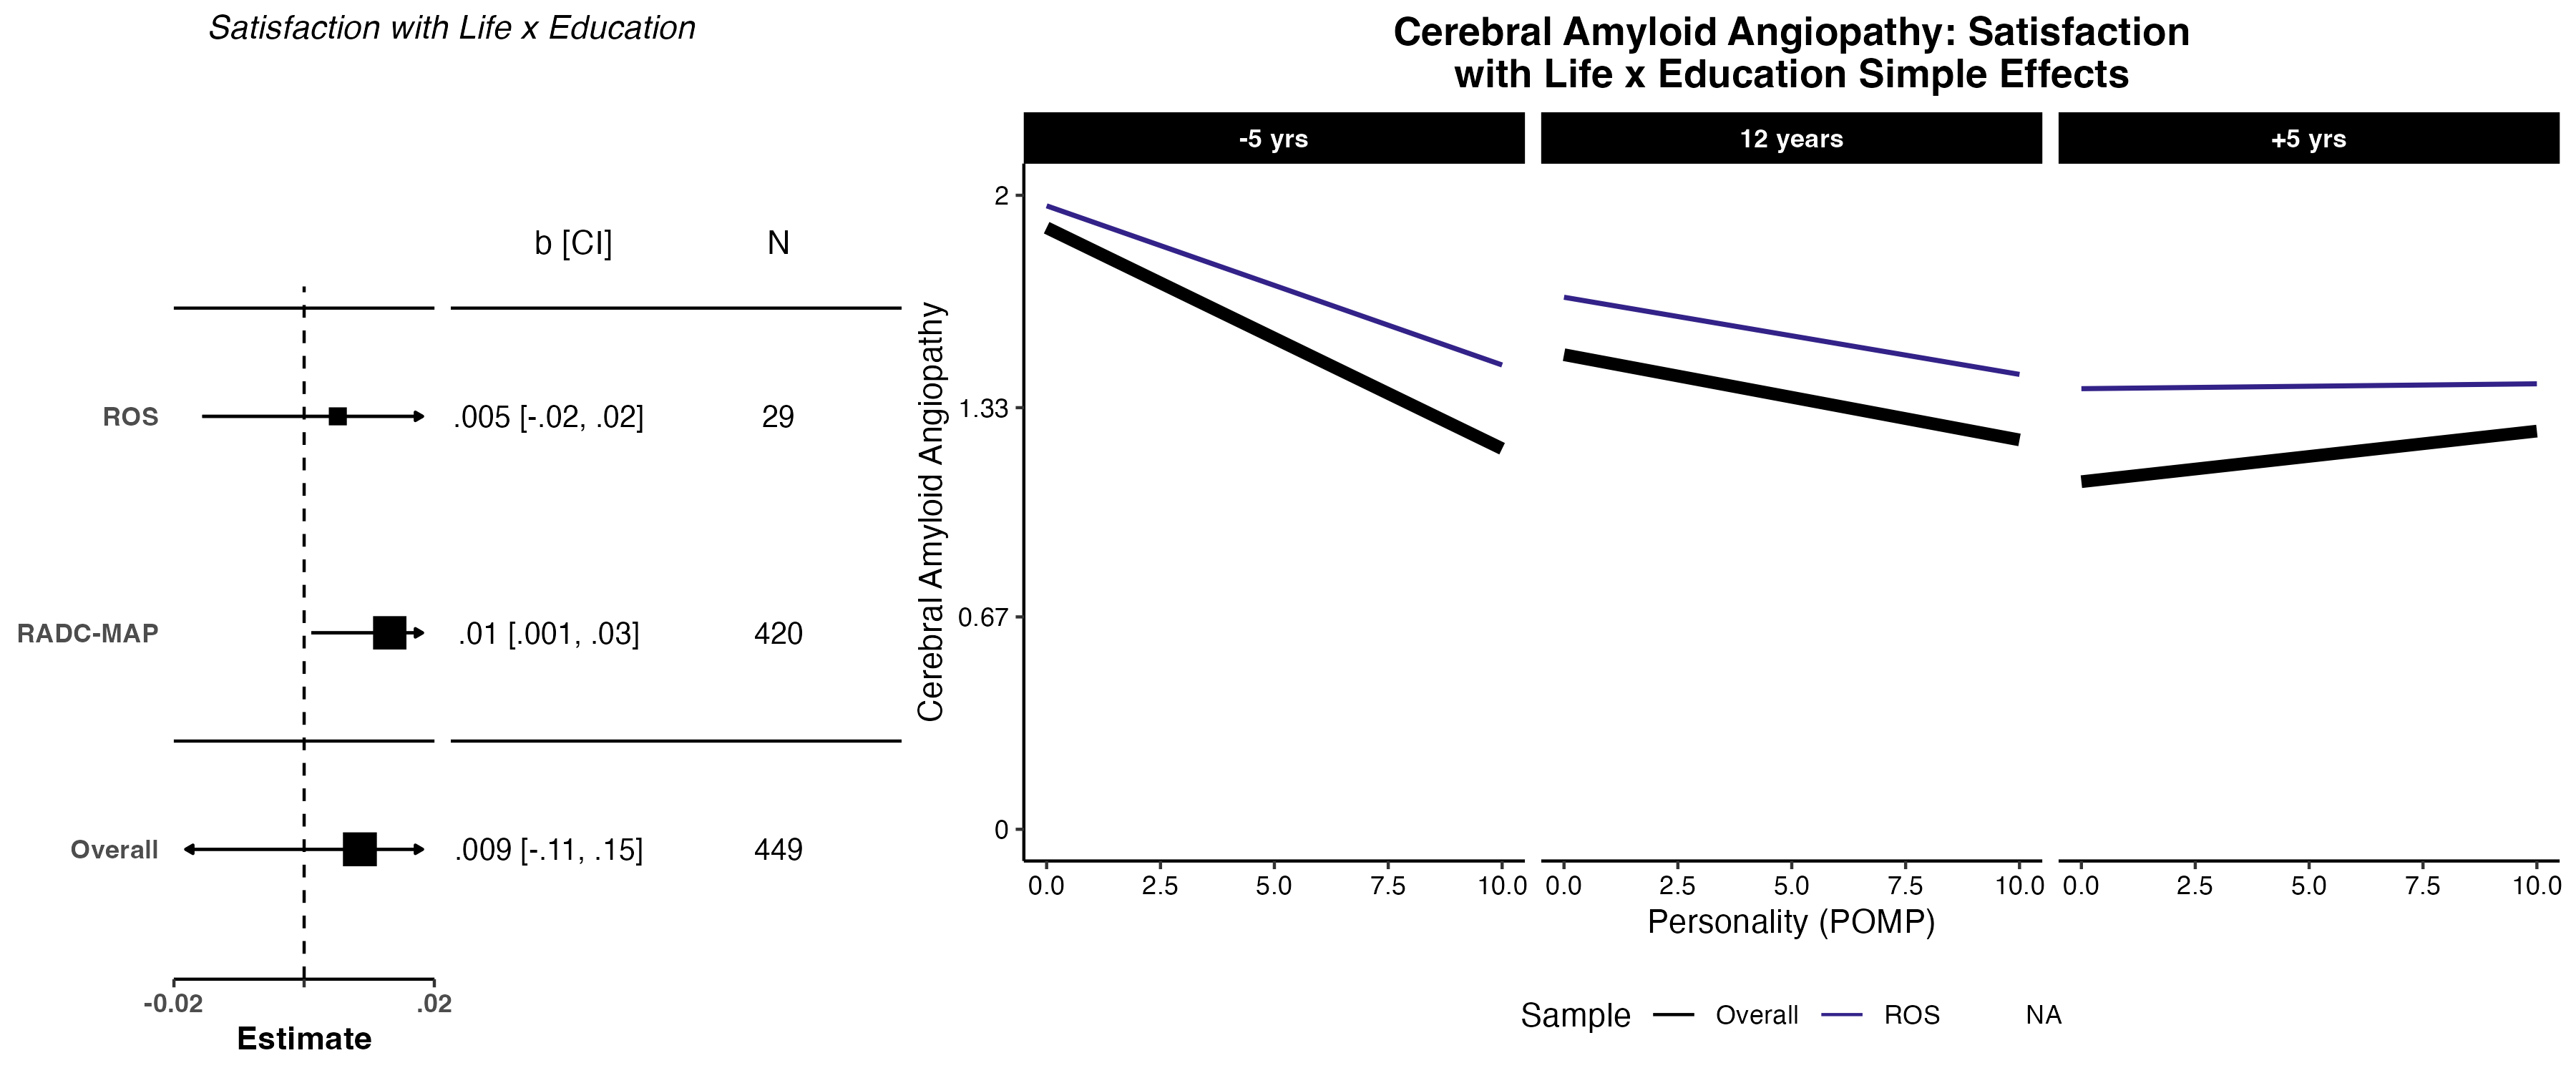 Satisfaction with Life x Education
b [CI] N
ROS .005 [-.02, .02] 29
RADC-MAP .01 [.001, .03] 420
Overall .009 [-.11, .15] 449
-0.02 .02
Estimate
Cerebral Amyloid Angiopathy: Satisfaction
with Life x Education Simple Effects
-5 yrs 12 years +5 yrs
Cerebral Amyloid Angiopathy
2
1.33
0.67
0
0.0 2.5 5.0 7.5 10.0 0.0 2.5 5.0 7.5 10.0 0.0 2.5 5.0 7.5 10.0
Personality (POMP)
Sample Overall ROS NA